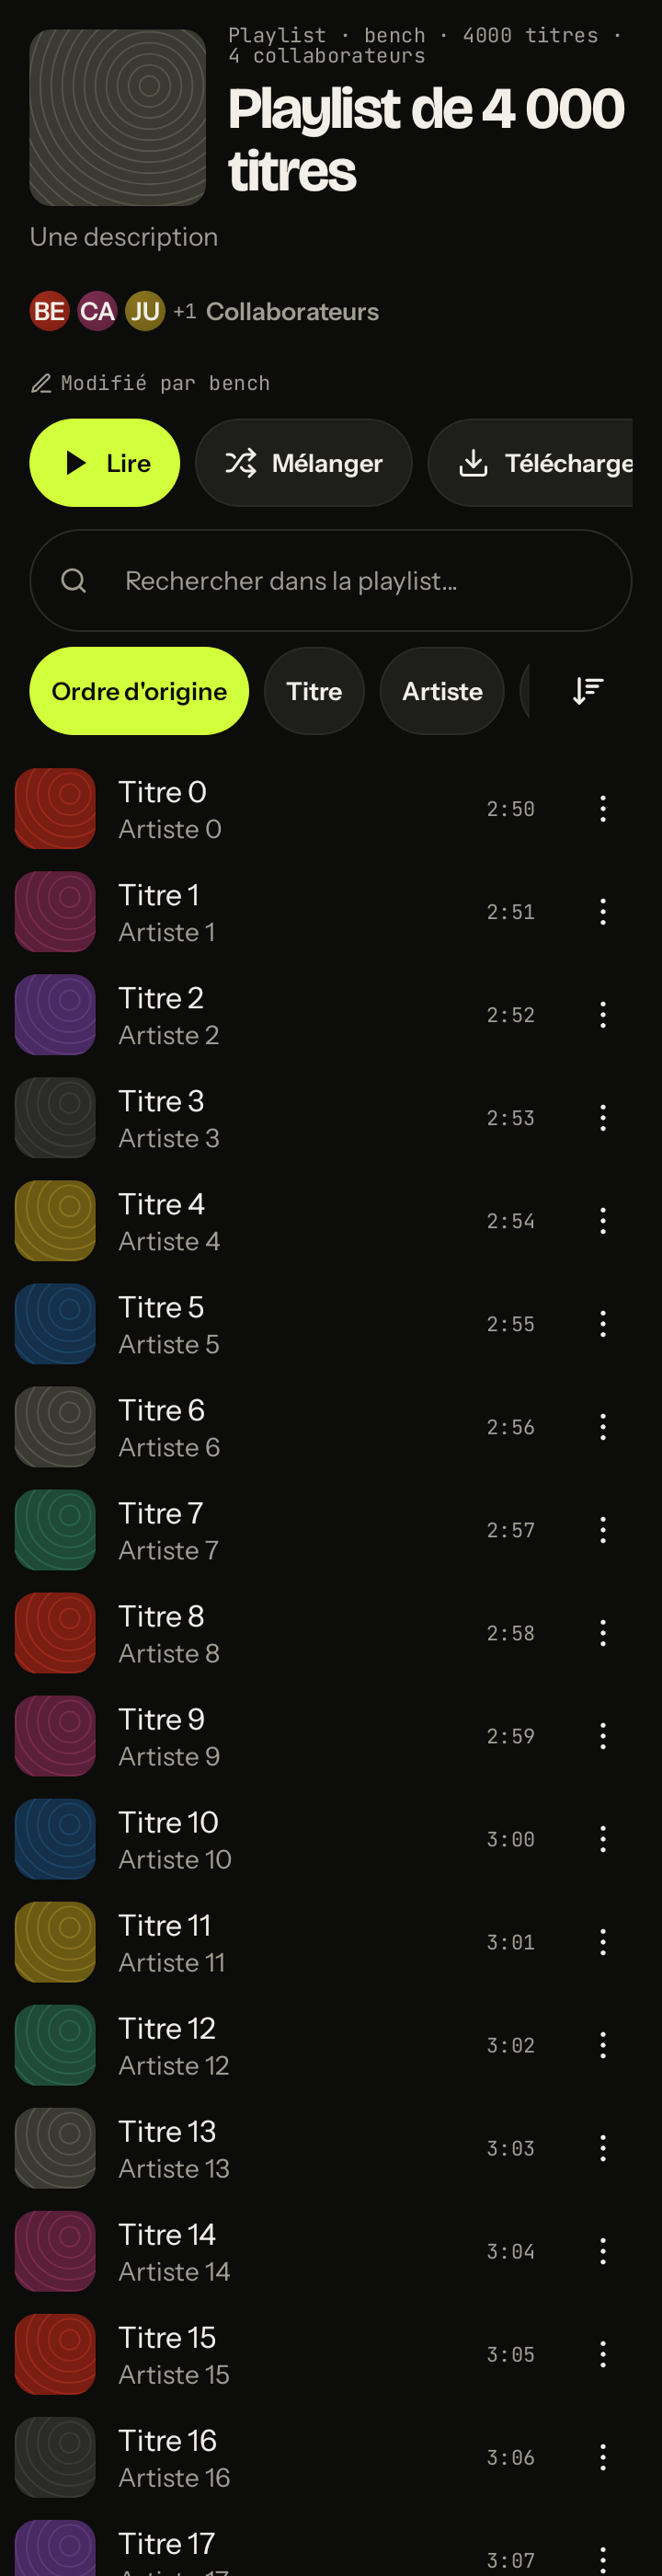 Playlist · bench · 4000 titres ·
4 collaborateurs
Playlist de 4 000
titres
Une description
BE CA JU +1 Collaborateurs
Modifié par bench
Lire Mélanger Télécharge
Rechercher dans la playlist...
Ordre d'origine Titre Artiste
Titre 0
Artiste 0
2:50
Titre 1
Artiste 1
2:51
Titre 2
Artiste 2
2:52
Titre 3
Artiste 3
2:53
Titre 4
Artiste 4
2:54
Titre 5
Artiste 5
2:55
Titre 6
Artiste 6
2:56
Titre 7
Artiste 7
2:57
Titre 8
Artiste 8
2:58
Titre 9
Artiste 9
2:59
Titre 10
Artiste 10
3:00
Titre 11
Artiste 11
3:01
Titre 12
Artiste 12
3:02
Titre 13
Artiste 13
3:03
Titre 14
Artiste 14
3:04
Titre 15
Artiste 15
3:05
Titre 16
Artiste 16
3:06
Titre 17
3:07